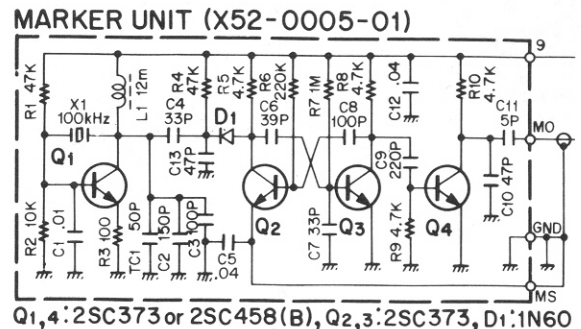 MARKER UNIT (X52-0005-01)
9
R1 47K
X1
100kHz
L1 12m
C4
33P
R4 47K
R5 4.7K
R6 220K
R7 1M
R8 4.7K
C12 .04
R10 4.7K
C11
5P
MO
D1
C6
39P
C8
100P
C13 47P
C9 220P
Q1
Q2
Q3
Q4
C10 47P
R2 10K
C1 .01
R3 100
TC1 50P
C2 150P
C3 100P
C5
.04
C7 33P
R9 4.7K
GND
MS
Q1,4:2SC373 or 2SC458(B), Q2,3:2SC373, D1:1N60